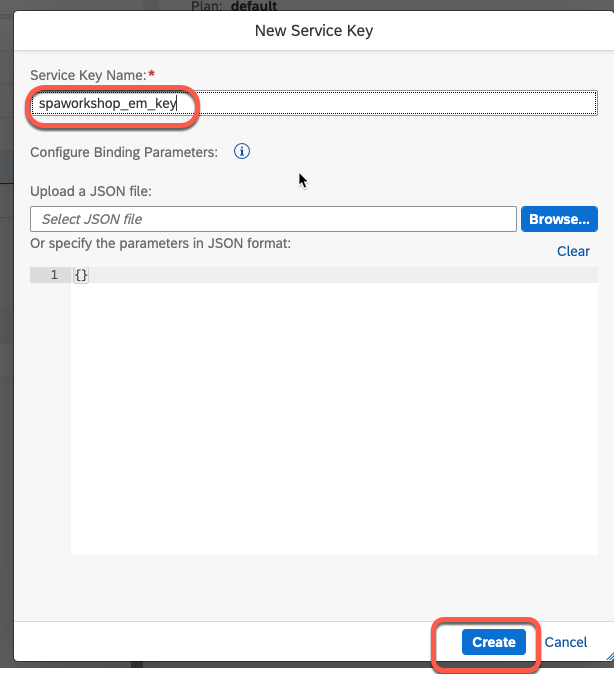 Plan: default
New Service Key
Service Key Name:*
spaworkshop_em_key
Configure Binding Parameters: i
Upload a JSON file:
Select JSON file Browse...
Or specify the parameters in JSON format:
Clear
1 {}
Create Cancel